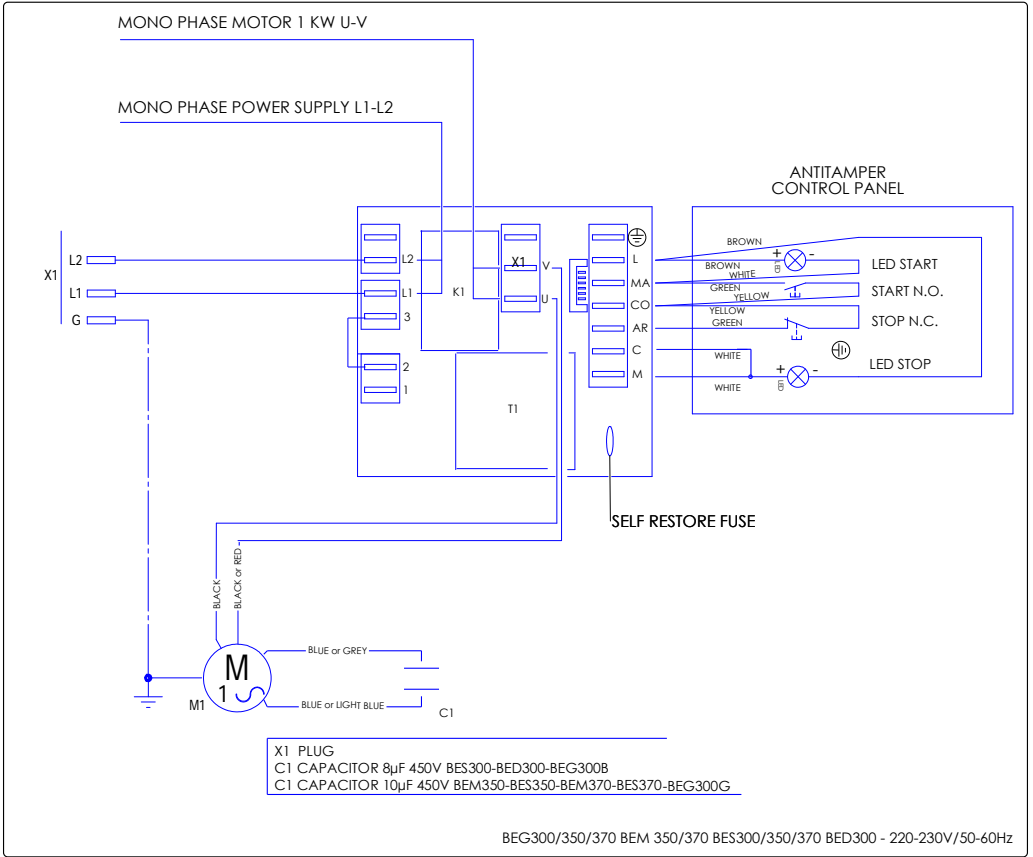 MONO PHASE MOTOR 1 KW U-V
MONO PHASE POWER SUPPLY L1-L2
ANTITAMPER
CONTROL PANEL
X1
L2
L1
G
L2
L1
3
2
1
K1
X1
V
U
T1
L
MA
CO
AR
C
M
BROWN
BROWN
WHITE
GREEN
YELLOW
YELLOW
GREEN
WHITE
WHITE
+
-
LED
LED START
START N.O.
STOP N.C.
LED STOP
+
-
LED
SELF RESTORE FUSE
BLACK
BLACK or RED
M
1
M1
BLUE or GREY
BLUE or LIGHT BLUE
C1
X1 PLUG
C1 CAPACITOR 8µF 450V BES300-BED300-BEG300B
C1 CAPACITOR 10µF 450V BEM350-BES350-BEM370-BES370-BEG300G
BEG300/350/370 BEM 350/370 BES300/350/370 BED300 - 220-230V/50-60Hz